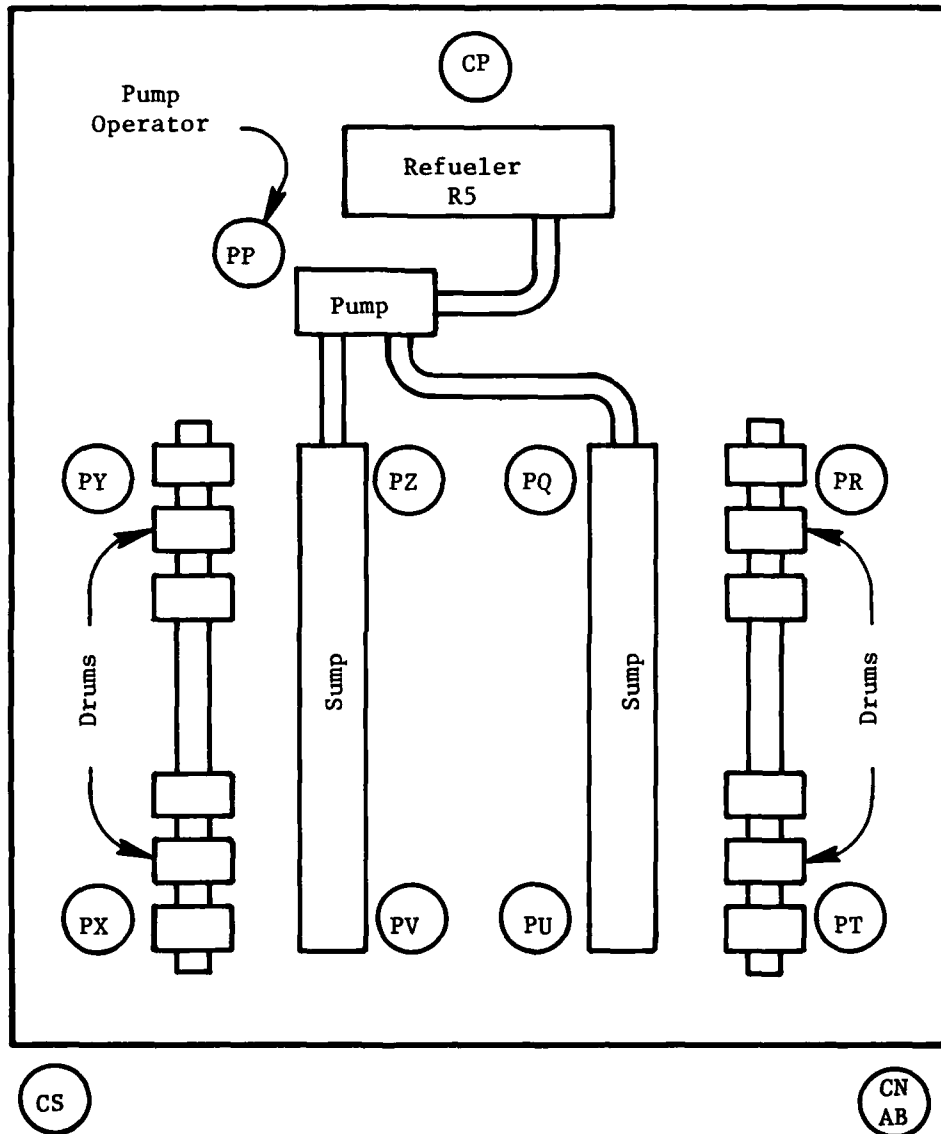 CP
Pump
Operator
Refueler
R5
PP
Pump
PY
PZ
PQ
PR
Drums
Sump
Sump
Drums
PX
PV
PU
PT
CS
CN
AB